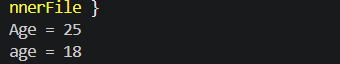 nnerFile }
Age = 25
age = 18